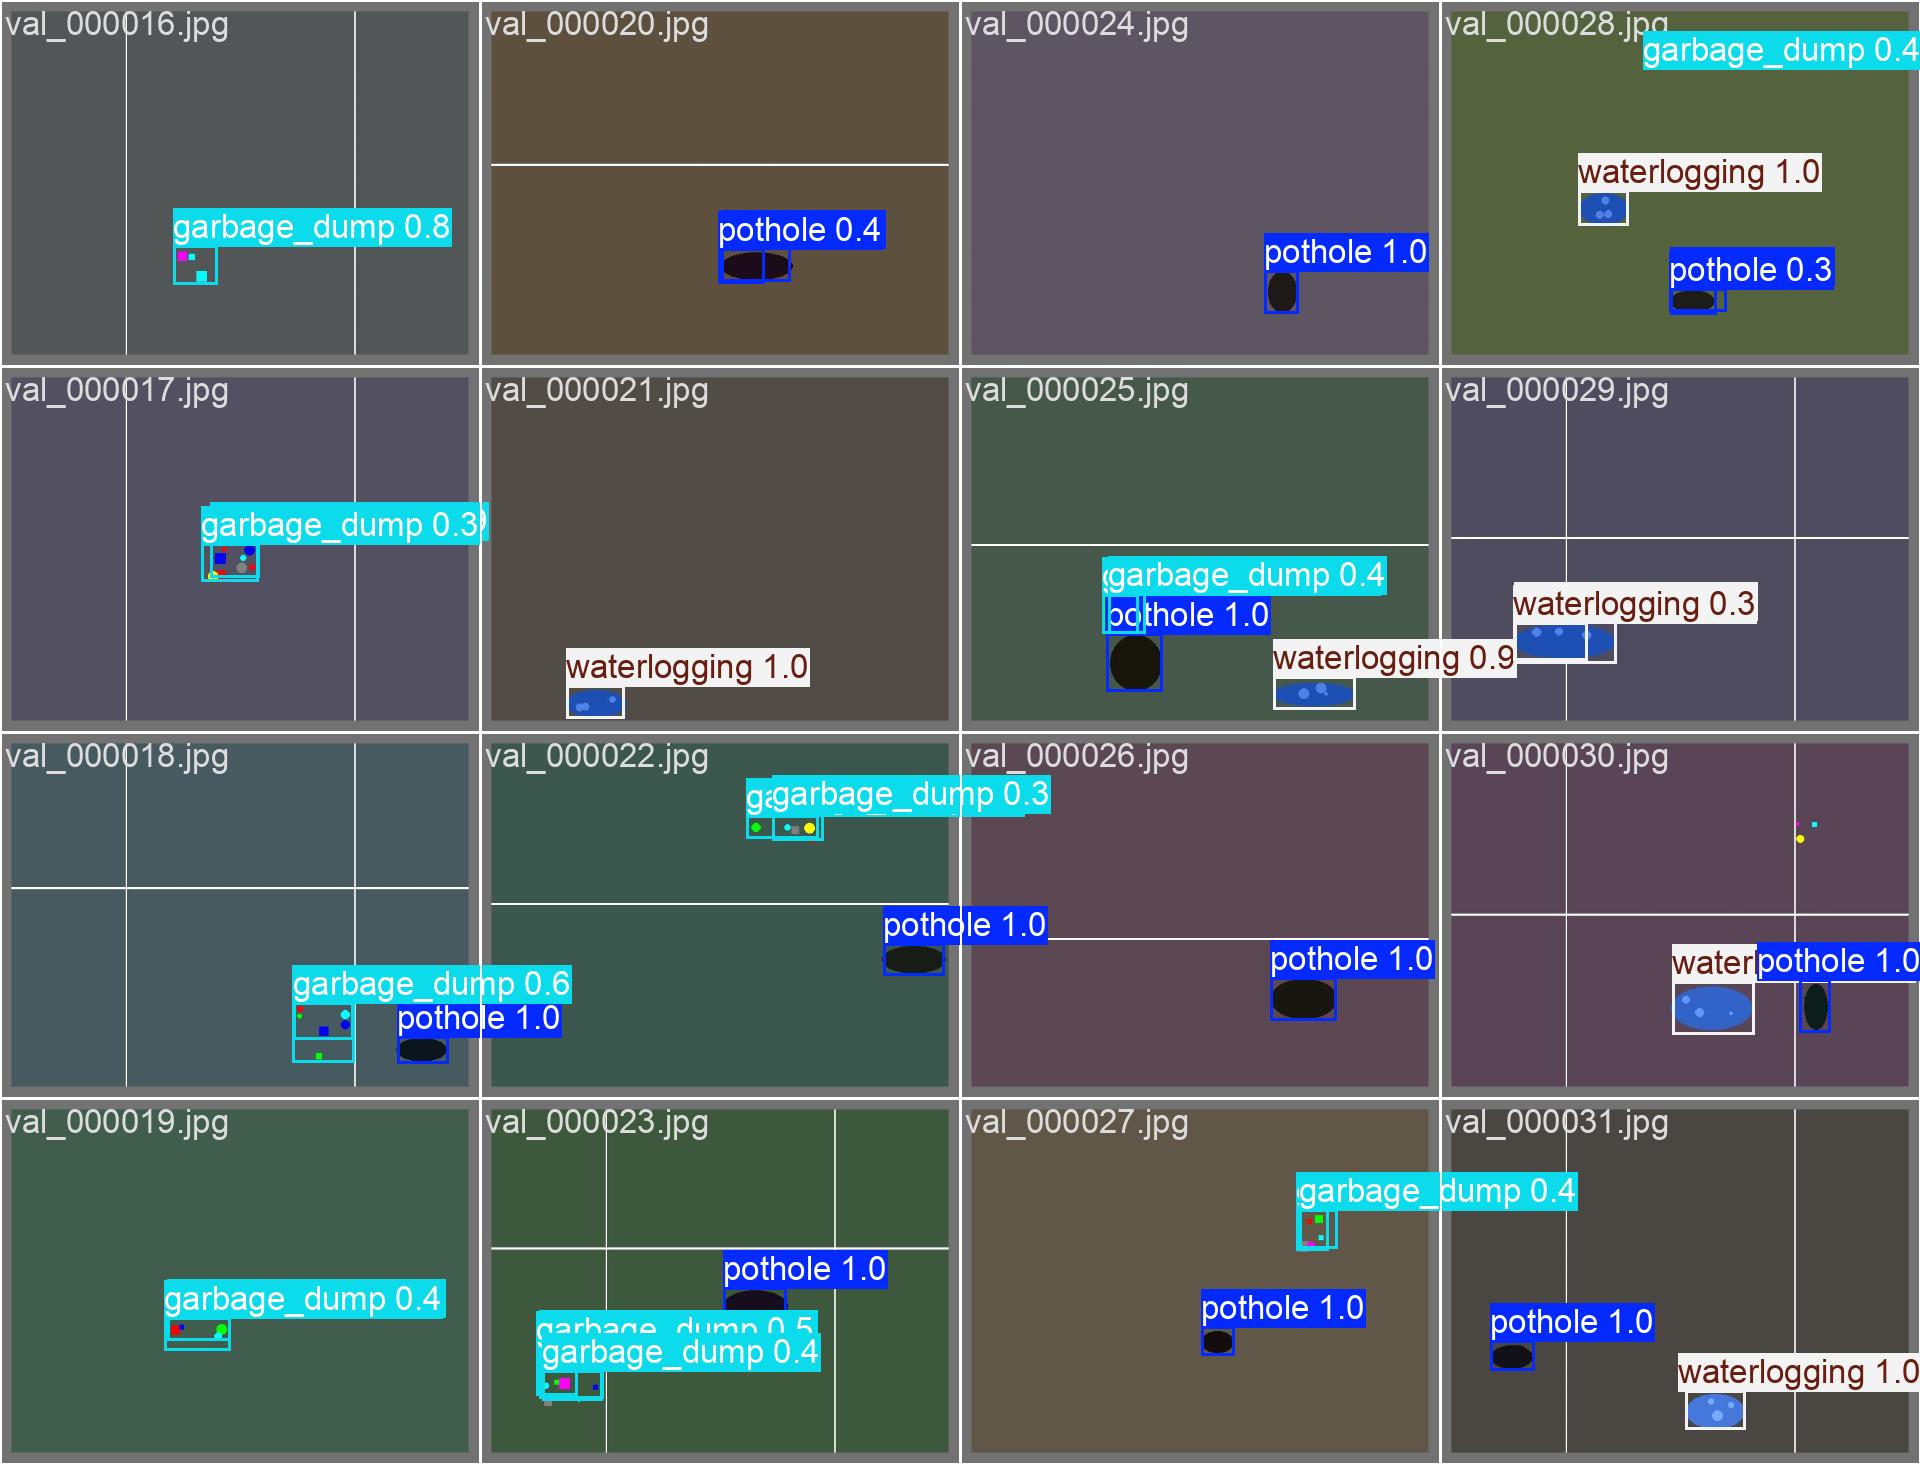 val_000016.jpg
garbage_dump 0.8
val_000020.jpg
pothole 0.4
val_000024.jpg
pothole 1.0
val_000028.jpg
garbage_dump 0.4
waterlogging 1.0
pothole 0.3
val_000017.jpg
garbage_dump 0.3
val_000021.jpg
waterlogging 1.0
val_000025.jpg
garbage_dump 0.4
pothole 1.0
waterlogging 0.9
val_000029.jpg
waterlogging 0.3
val_000018.jpg
garbage_dump 0.6
pothole 1.0
val_000022.jpg
garbage_dump 0.3
pothole 1.0
val_000026.jpg
pothole 1.0
val_000030.jpg
water
pothole 1.0
val_000019.jpg
garbage_dump 0.4
val_000023.jpg
pothole 1.0
garbage_dump 0.5
garbage_dump 0.4
val_000027.jpg
garbage_dump 0.4
pothole 1.0
val_000031.jpg
pothole 1.0
waterlogging 1.0